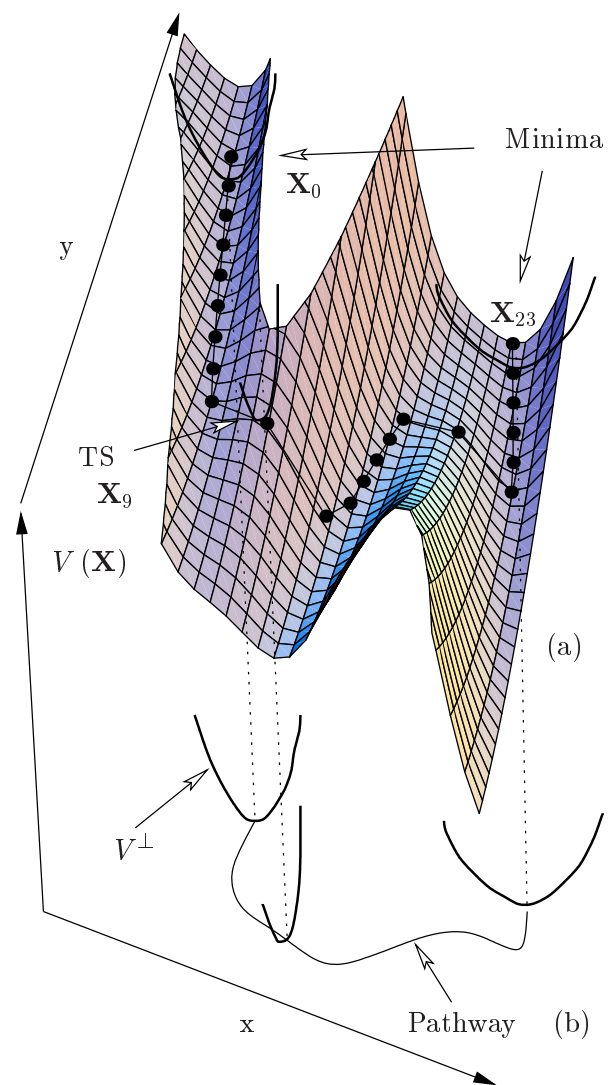 Minima
X₀
y
X₂₃
TS
X₉
V (X)
(a)
V⊥
x
Pathway
(b)